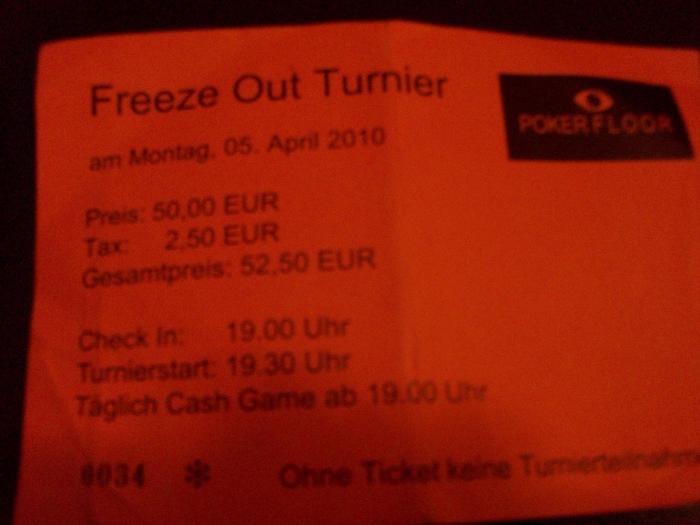 Freeze Out Turnier
POKERFLOOR
am Montag, 05. April 2010
Preis: 50,00 EUR
Tax: 2,50 EUR
Gesamtpreis: 52,50 EUR
Check In: 19.00 Uhr
Turnierstart: 19.30 Uhr
Täglich Cash Game ab 19.00 Uhr
0034 * Ohne Ticket keine Turnierteilnahm